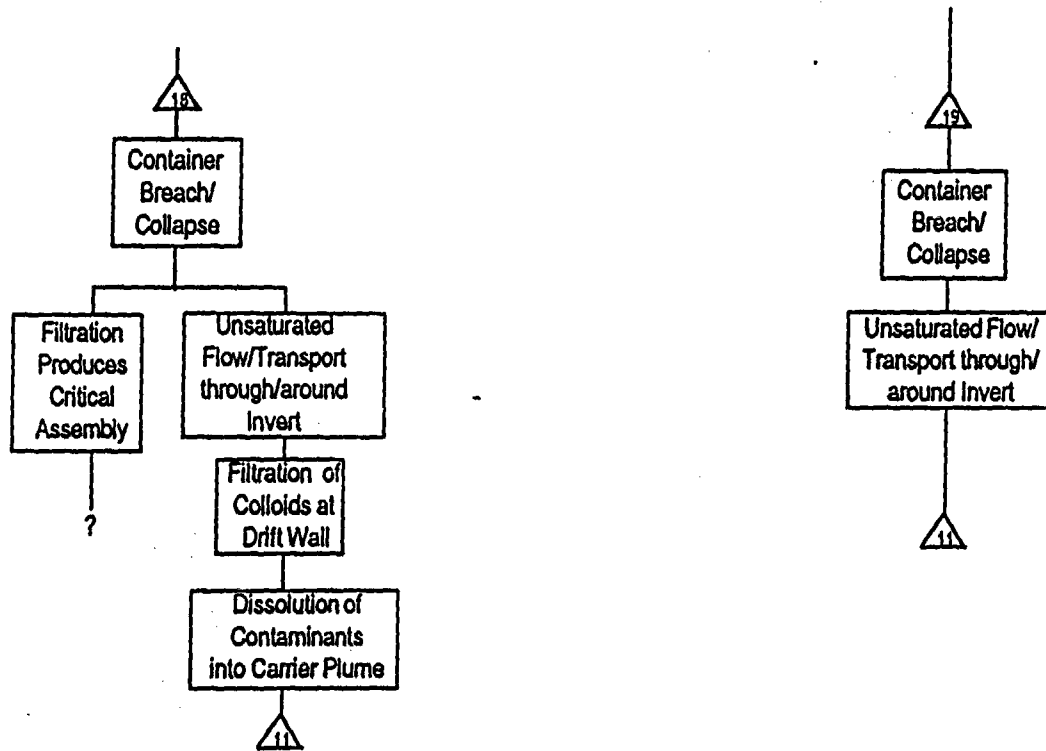 18
Container
Breach/
Collapse
Filtration
Produces
Critical
Assembly
?
Unsaturated
Flow/Transport
through/around
Invert
Filtration of
Colloids at
Drift Wall
Dissolution of
Contaminants
into Carrier Plume
11
19
Container
Breach/
Collapse
Unsaturated Flow/
Transport through/
around Invert
11